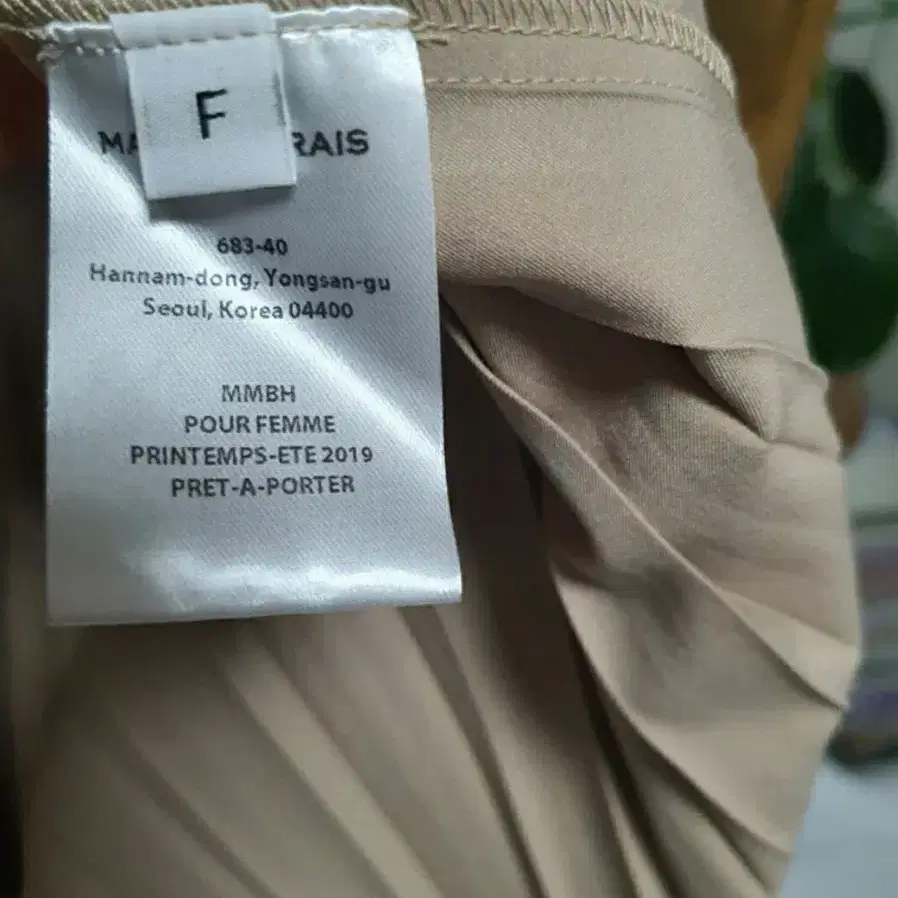 F
683-40
Hannam-dong, Yongsan-gu
Seoul, Korea 04400
MMBH
POUR FEMME
PRINTEMPS-ETE 2019
PRET-A-PORTER